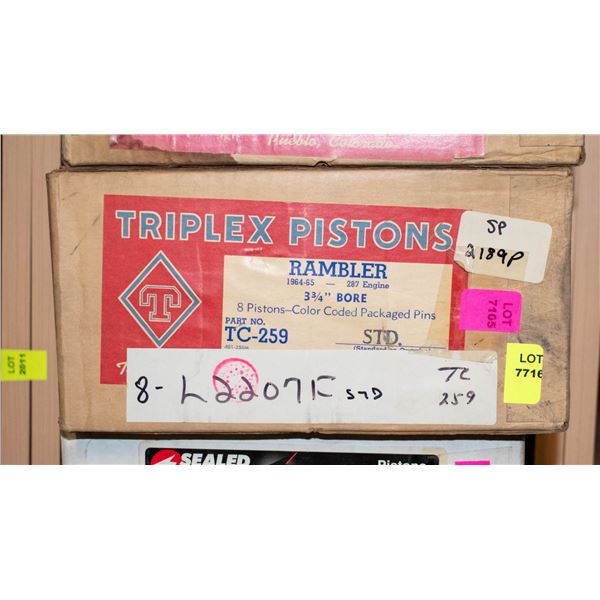 Pueblo, Colorado
TRIPLEX PISTONS
SP
2189P
RAMBLER
1964-65 — 287 Engine
3¾" BORE
8 Pistons—Color Coded Packaged Pins
PART NO.
TC-259
STD.
T
LOT
7105
LOT
7716
LOT
2011
8- L2207F STD
TC
259
SEALED
Pistons